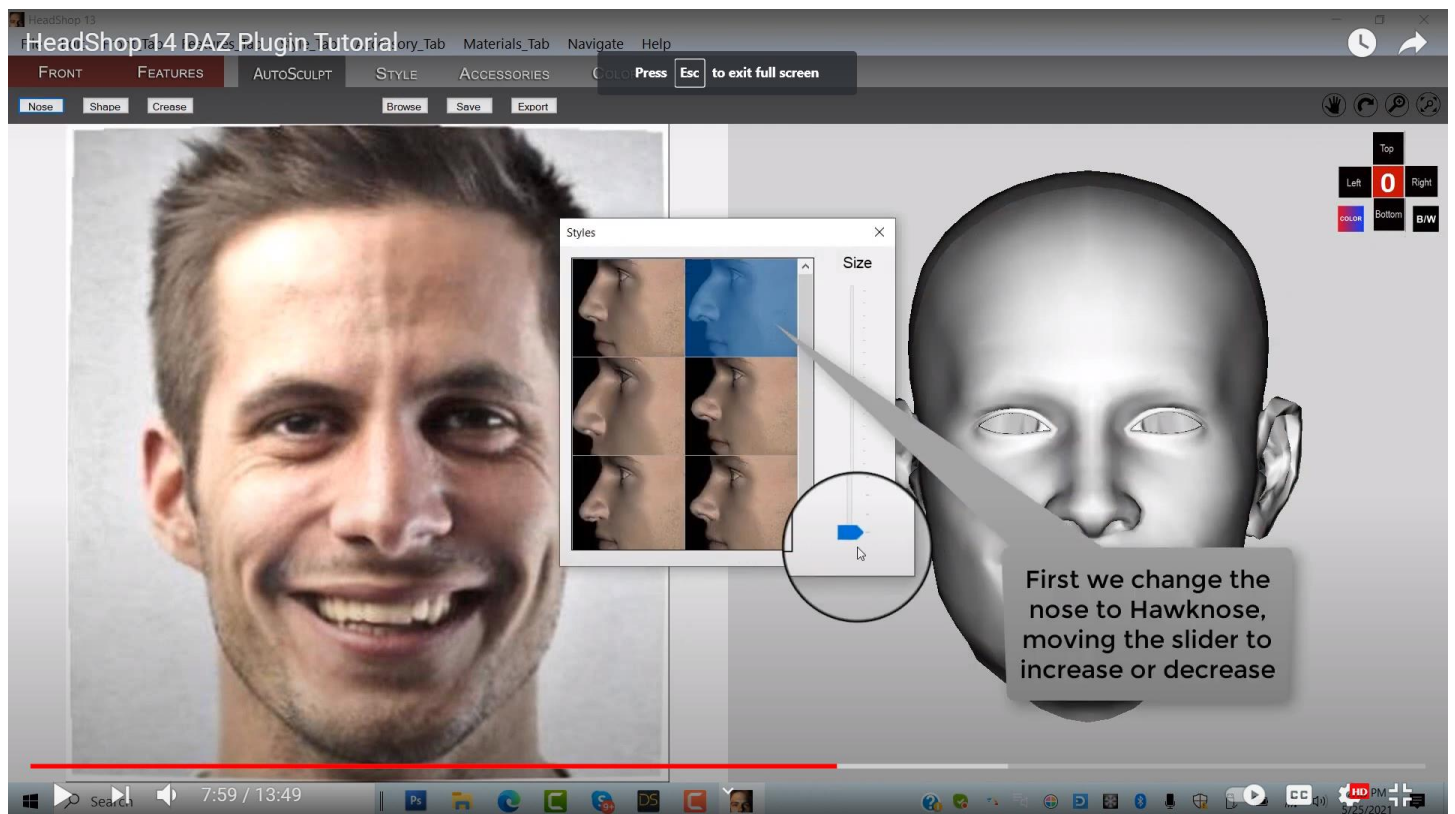 HeadShop 13
HeadShop 14 DAZ Plugin Tutorial
Materials_Tab Navigate Help
Press Esc to exit full screen
FRONT FEATURES AUTOSCULPT STYLE ACCESSORIES
Nose Shape Crease Browse Save Export
Top
Left 0 Right
COLOR Bottom B/W
Styles
Size
First we change the
nose to Hawknose,
moving the slider to
increase or decrease
7:59 / 13:49
Search
Ps
DS
CC
HD
PM
5/25/2021